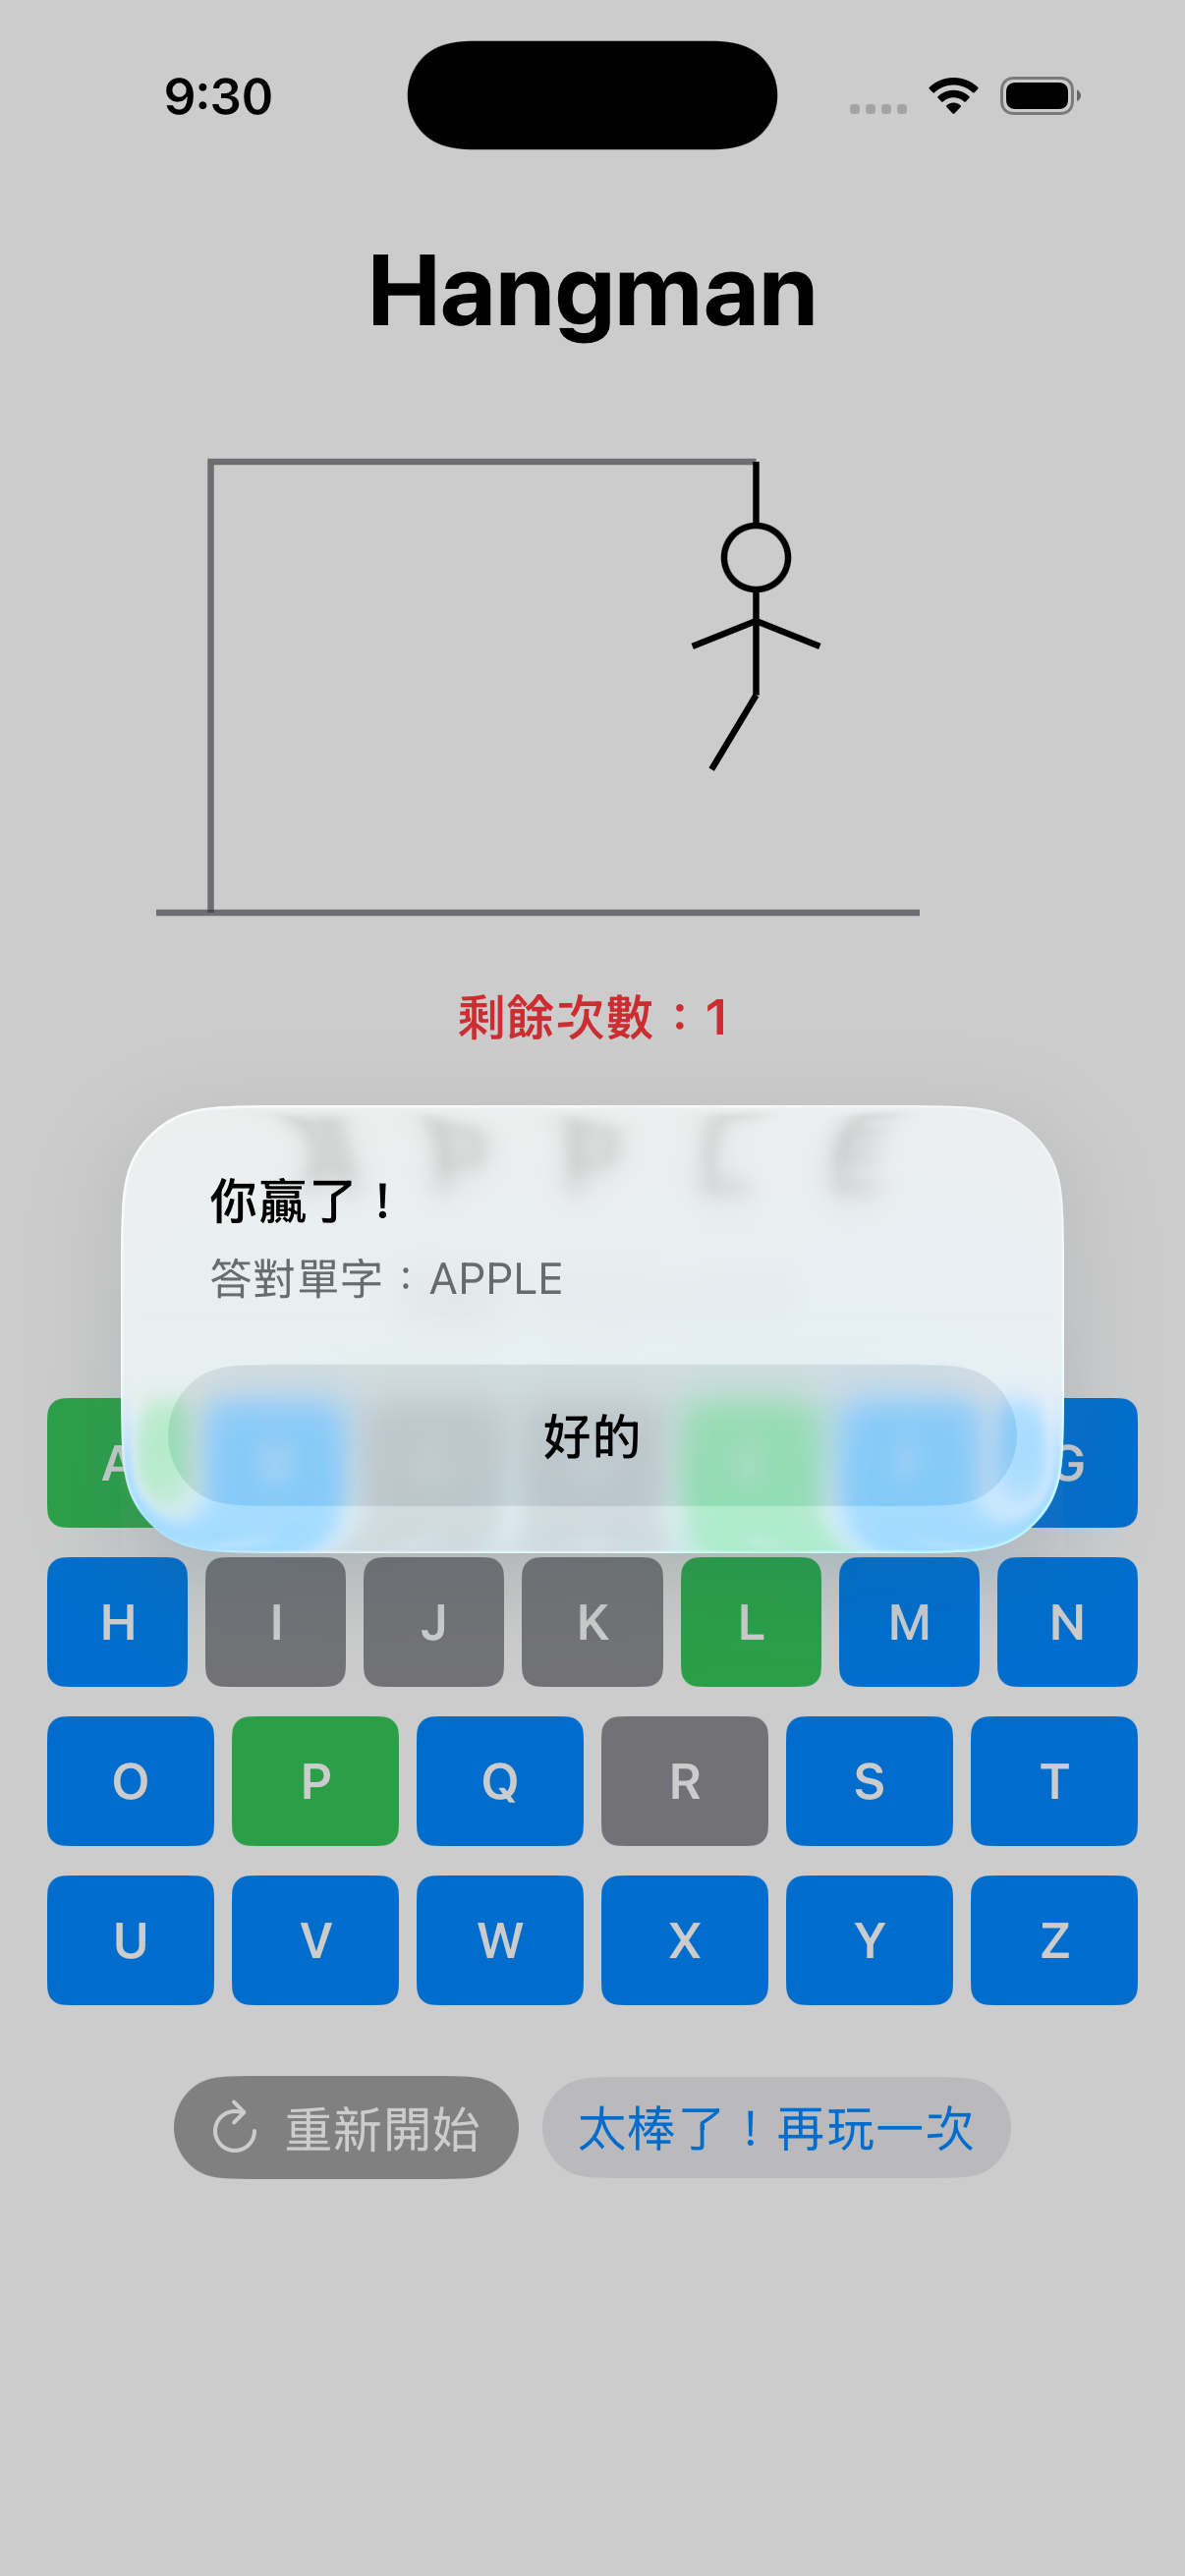 9:30
Hangman
剩餘次數：1
A P P L E
你贏了！
答對單字：APPLE
好的
A G
H I J K L M N
O P Q R S T
U V W X Y Z
重新開始 太棒了！再玩一次